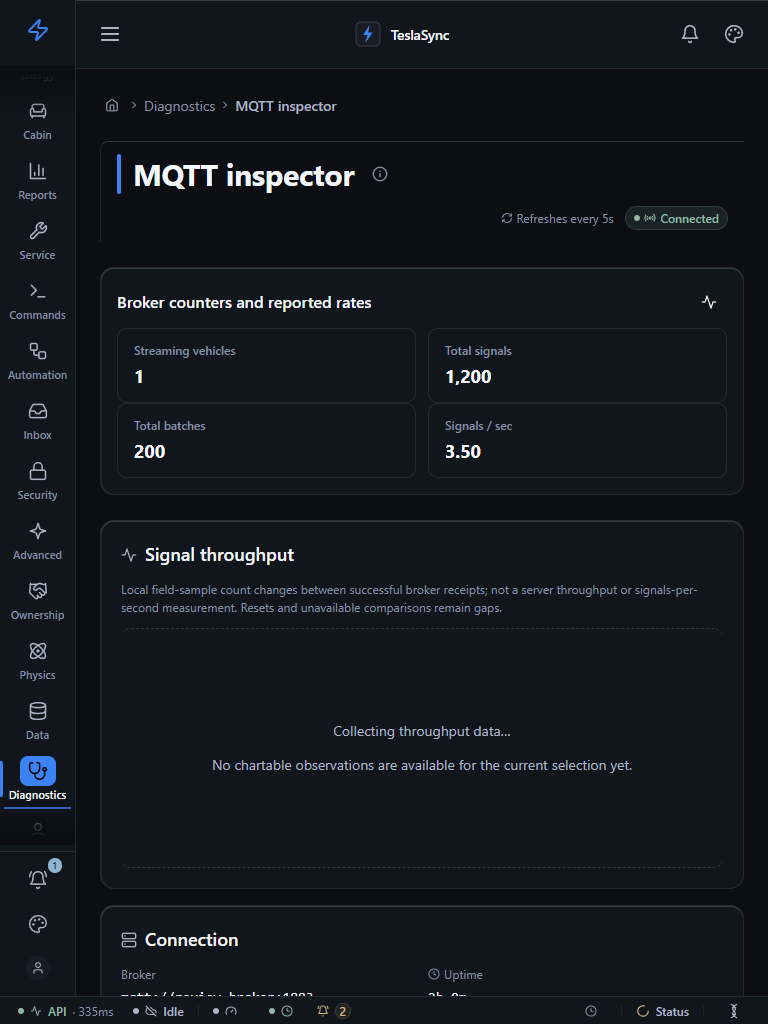 TeslaSync
Energy
Cabin
Reports
Service
Commands
Automation
Inbox
Security
Advanced
Ownership
Physics
Data
Diagnostics
1
Diagnostics
MQTT inspector
MQTT inspector
Refreshes every 5s
Connected
Broker counters and reported rates
Streaming vehicles
1
Total signals
1,200
Total batches
200
Signals / sec
3.50
Signal throughput
Local field-sample count changes between successful broker receipts; not a server throughput or signals-per-
second measurement. Resets and unavailable comparisons remain gaps.
Collecting throughput data...
No chartable observations are available for the current selection yet.
Connection
Broker
Uptime
API · 335ms
Idle
2
Status